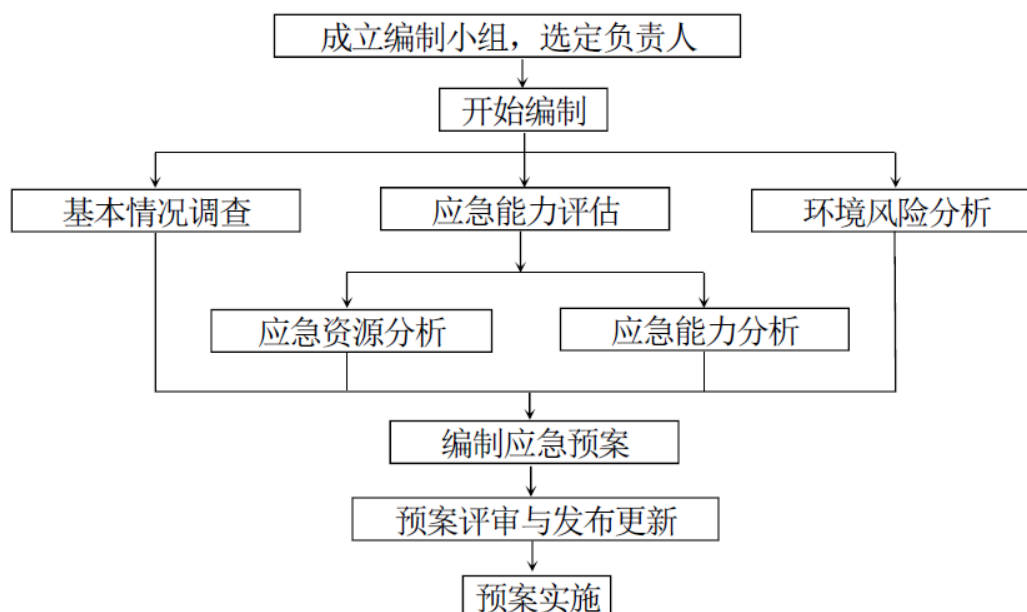 成立编制小组，选定负责人
开始编制
基本情况调查
应急能力评估
环境风险分析
应急资源分析
应急能力分析
编制应急预案
预案评审与发布更新
预案实施